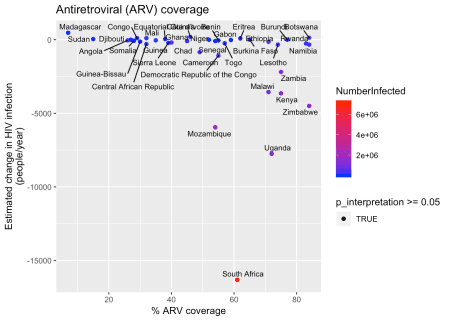 Antiretroviral (ARV) coverage
Madagascar
Congo
Equatorial Guinea
Benin
Eritrea
Burundi
Botswana
Sudan
Djibouti
Mali
Ghana
Niger
Gabon
Ethiopia
Rwanda
Angola
Somalia
Guinea
Chad
Senegal
Burkina Faso
Namibia
Sierra Leone
Cameroon
Togo
Lesotho
Guinea-Bissau
Democratic Republic of the Congo
Central African Republic
Zambia
Malawi
Kenya
Zimbabwe
Mozambique
Uganda
South Africa
0
-5000
-10000
-15000
20
40
60
80
% ARV coverage
Estimated change in HIV infection
(people/year)
NumberInfected
6e+06
4e+06
2e+06
p_interpretation >= 0.05
TRUE